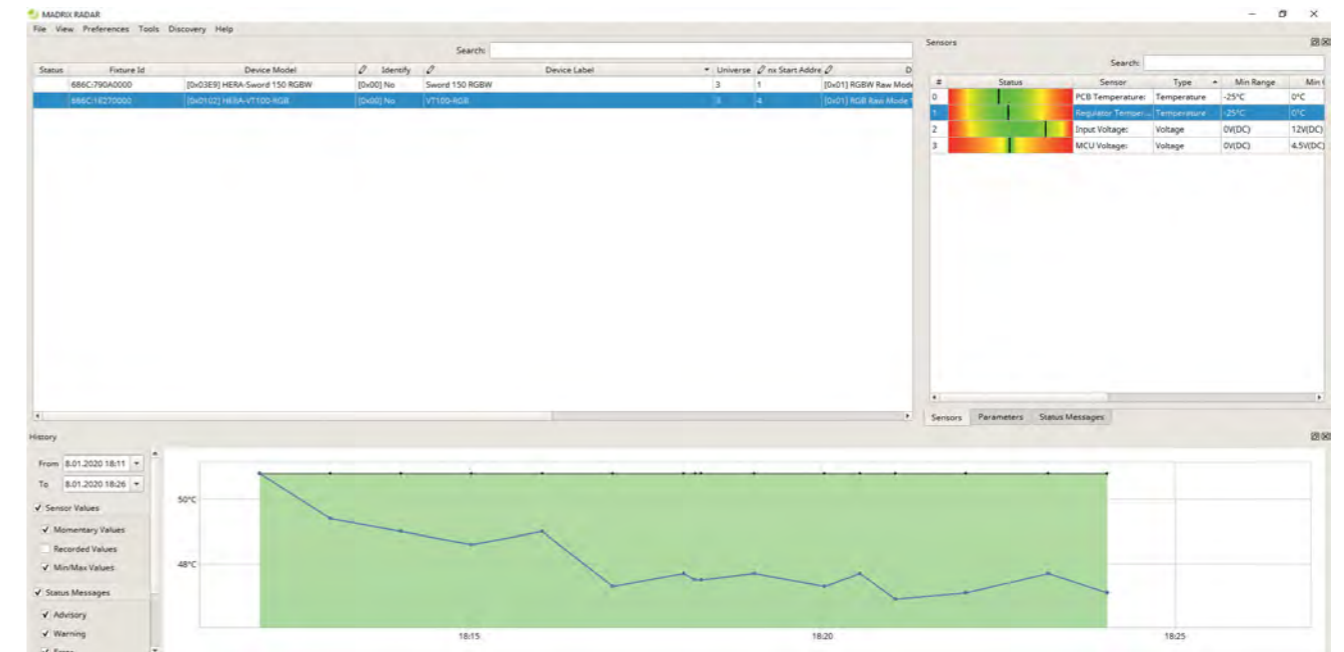 MADRIX RADAR
File View Preferences Tools Discovery Help
Search:
Status Fixture Id Device Model Identify Device Label Universe nx Start Addre D
686C:790A0000 [0x03E9] HERA-Sword 150 RGBW [0x00] No Sword 150 RGBW 3 1 [0x01] RGBW Raw Mode
686C:1E270000 [0x0102] HERA-VT100-RGB [0x00] No VT100-RGB 3 4 [0x01] RGB Raw Mode
Sensors
Search:
# Status Sensor Type Min Range Min
0 PCB Temperature: Temperature -25°C 0°C
1 Regulator Temper... Temperature -25°C 0°C
2 Input Voltage: Voltage 0V(DC) 12V(DC)
3 MCU Voltage: Voltage 0V(DC) 4.5V(DC)
Sensors Parameters Status Messages
History
From 8.01.2020 18:11
To 8.01.2020 18:26
Sensor Values
Momentary Values
Recorded Values
Min/Max Values
Status Messages
Advisory
Warning
Error
50°C
48°C
18:15 18:20 18:25